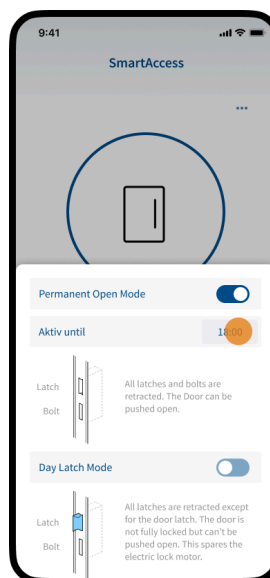 9:41
SmartAccess
Permanent Open Mode
Aktiv until 18:00
Latch
Bolt
All latches and bolts are
retracted. The Door can be
pushed open.
Day Latch Mode
Latch
Bolt
All latches are retracted except
for the door latch. The door is
not fully locked but can't be
pushed open. This spares the
electric lock motor.